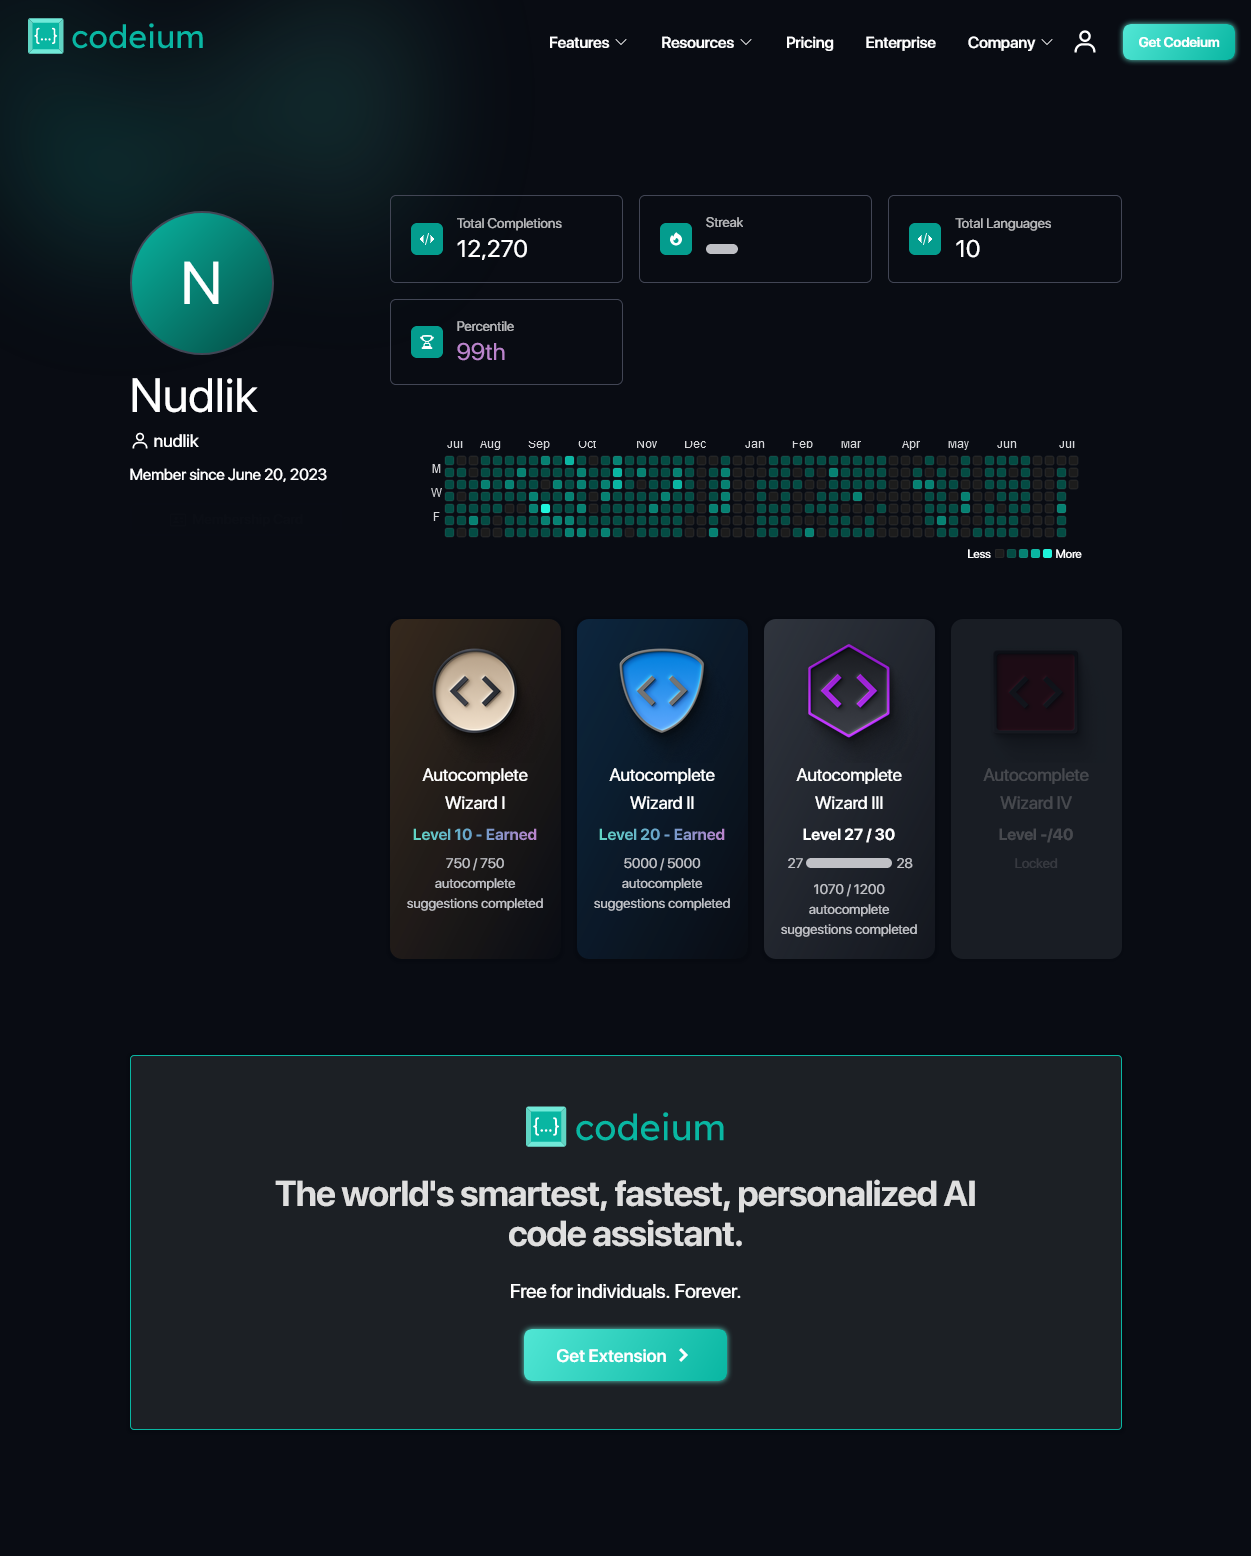 {...} codeium
Features
Resources
Pricing
Enterprise
Company
Get Codeium
N
Nudlik
nudlik
Member since June 20, 2023
Total Completions
12,270
Streak
Total Languages
10
Percentile
99th
Jul Aug Sep Oct Nov Dec Jan Feb Mar Apr May Jun Jul
M
W
F
Less More
Autocomplete
Wizard I
Level 10 - Earned
750 / 750
autocomplete
suggestions completed
Autocomplete
Wizard II
Level 20 - Earned
5000 / 5000
autocomplete
suggestions completed
Autocomplete
Wizard III
Level 27 / 30
27 28
1070 / 1200
autocomplete
suggestions completed
Autocomplete
Wizard IV
Level -/40
Locked
{...} codeium
The world's smartest, fastest, personalized AI
code assistant.
Free for individuals. Forever.
Get Extension